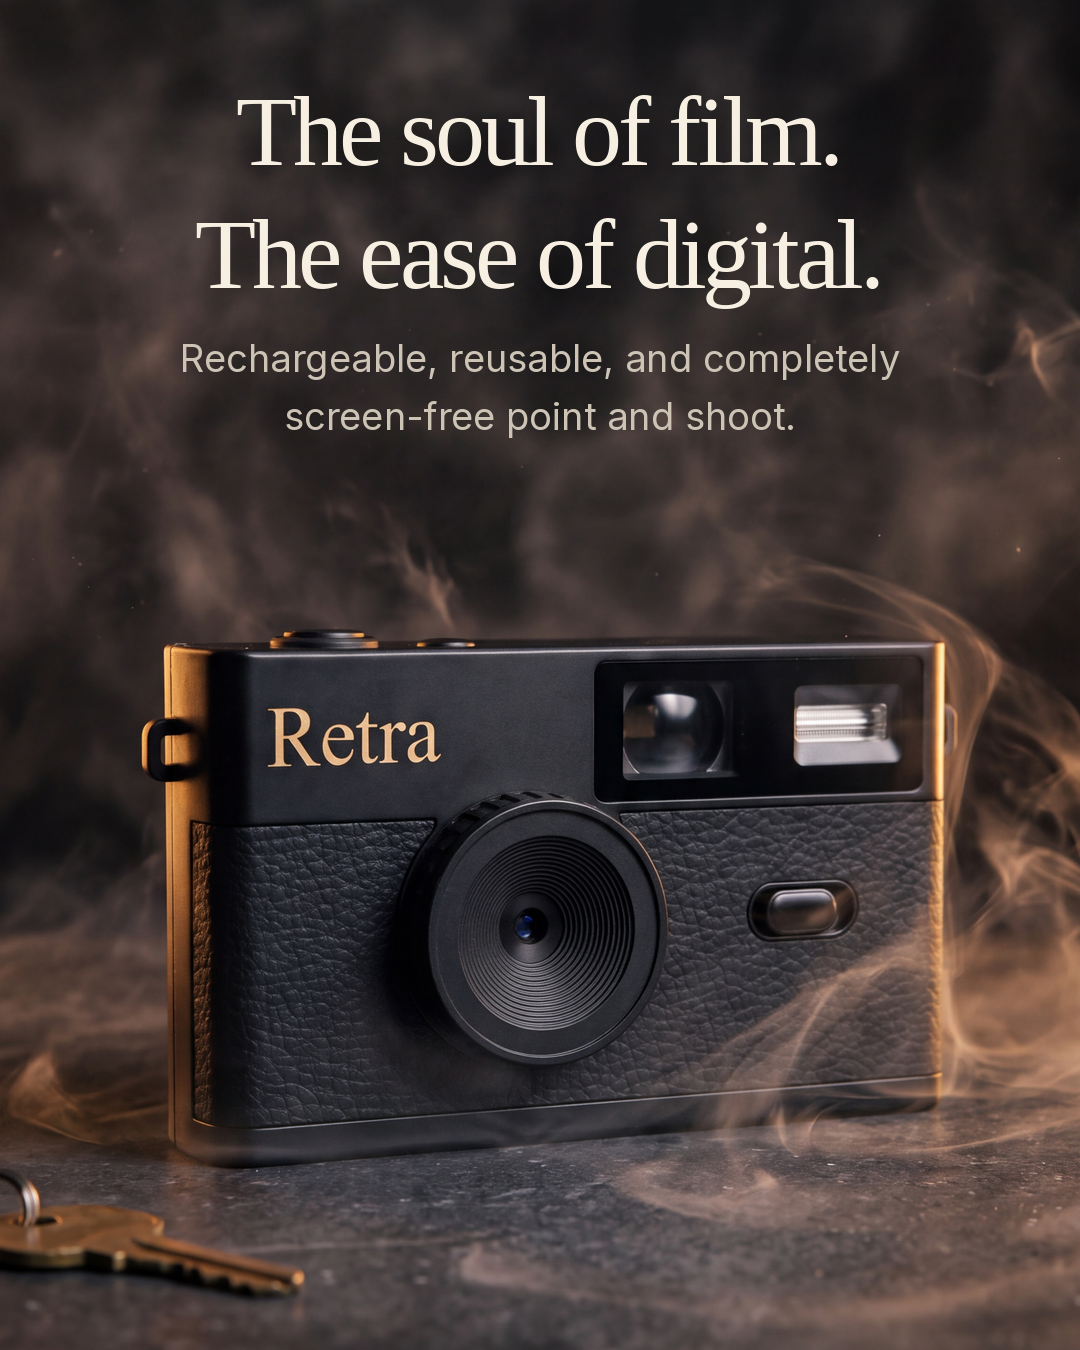 The soul of film.
The ease of digital.
Rechargeable, reusable, and completely
screen-free point and shoot.
Retra